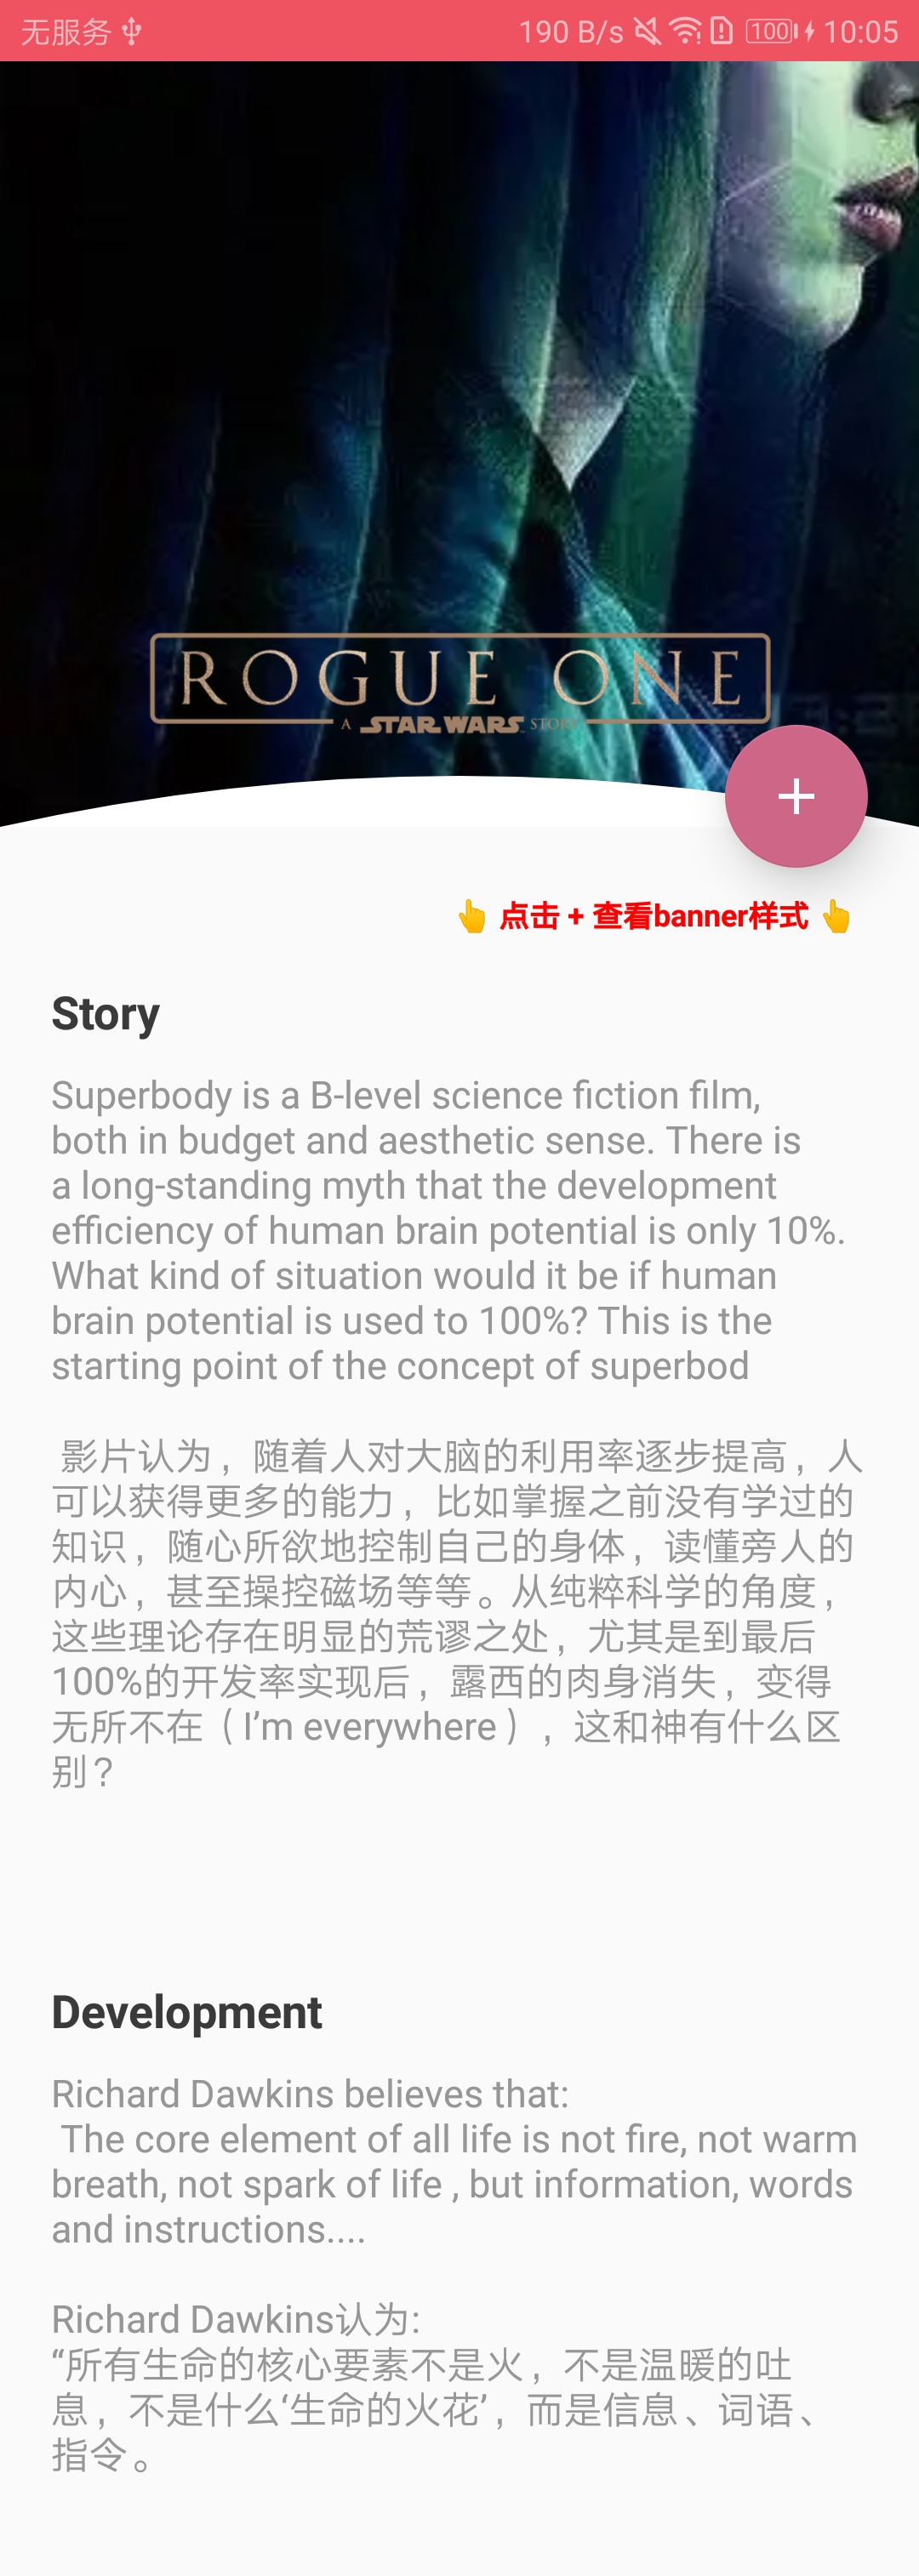 无服务 190 B/s 100 10:05
ROGUE ONE
A STAR WARS STORY
👆 点击 + 查看banner样式 👆
Story
Superbody is a B-level science fiction film,
both in budget and aesthetic sense. There is
a long-standing myth that the development
efficiency of human brain potential is only 10%.
What kind of situation would it be if human
brain potential is used to 100%? This is the
starting point of the concept of superbod
影片认为，随着人对大脑的利用率逐步提高，人
可以获得更多的能力，比如掌握之前没有学过的
知识，随心所欲地控制自己的身体，读懂旁人的
内心，甚至操控磁场等等。从纯粹科学的角度，
这些理论存在明显的荒谬之处，尤其是到最后
100%的开发率实现后，露西的肉身消失，变得
无所不在（I’m everywhere），这和神有什么区
别？
Development
Richard Dawkins believes that:
The core element of all life is not fire, not warm
breath, not spark of life , but information, words
and instructions....
Richard Dawkins认为:
“所有生命的核心要素不是火，不是温暖的吐
息，不是什么‘生命的火花’，而是信息、词语、
指令。